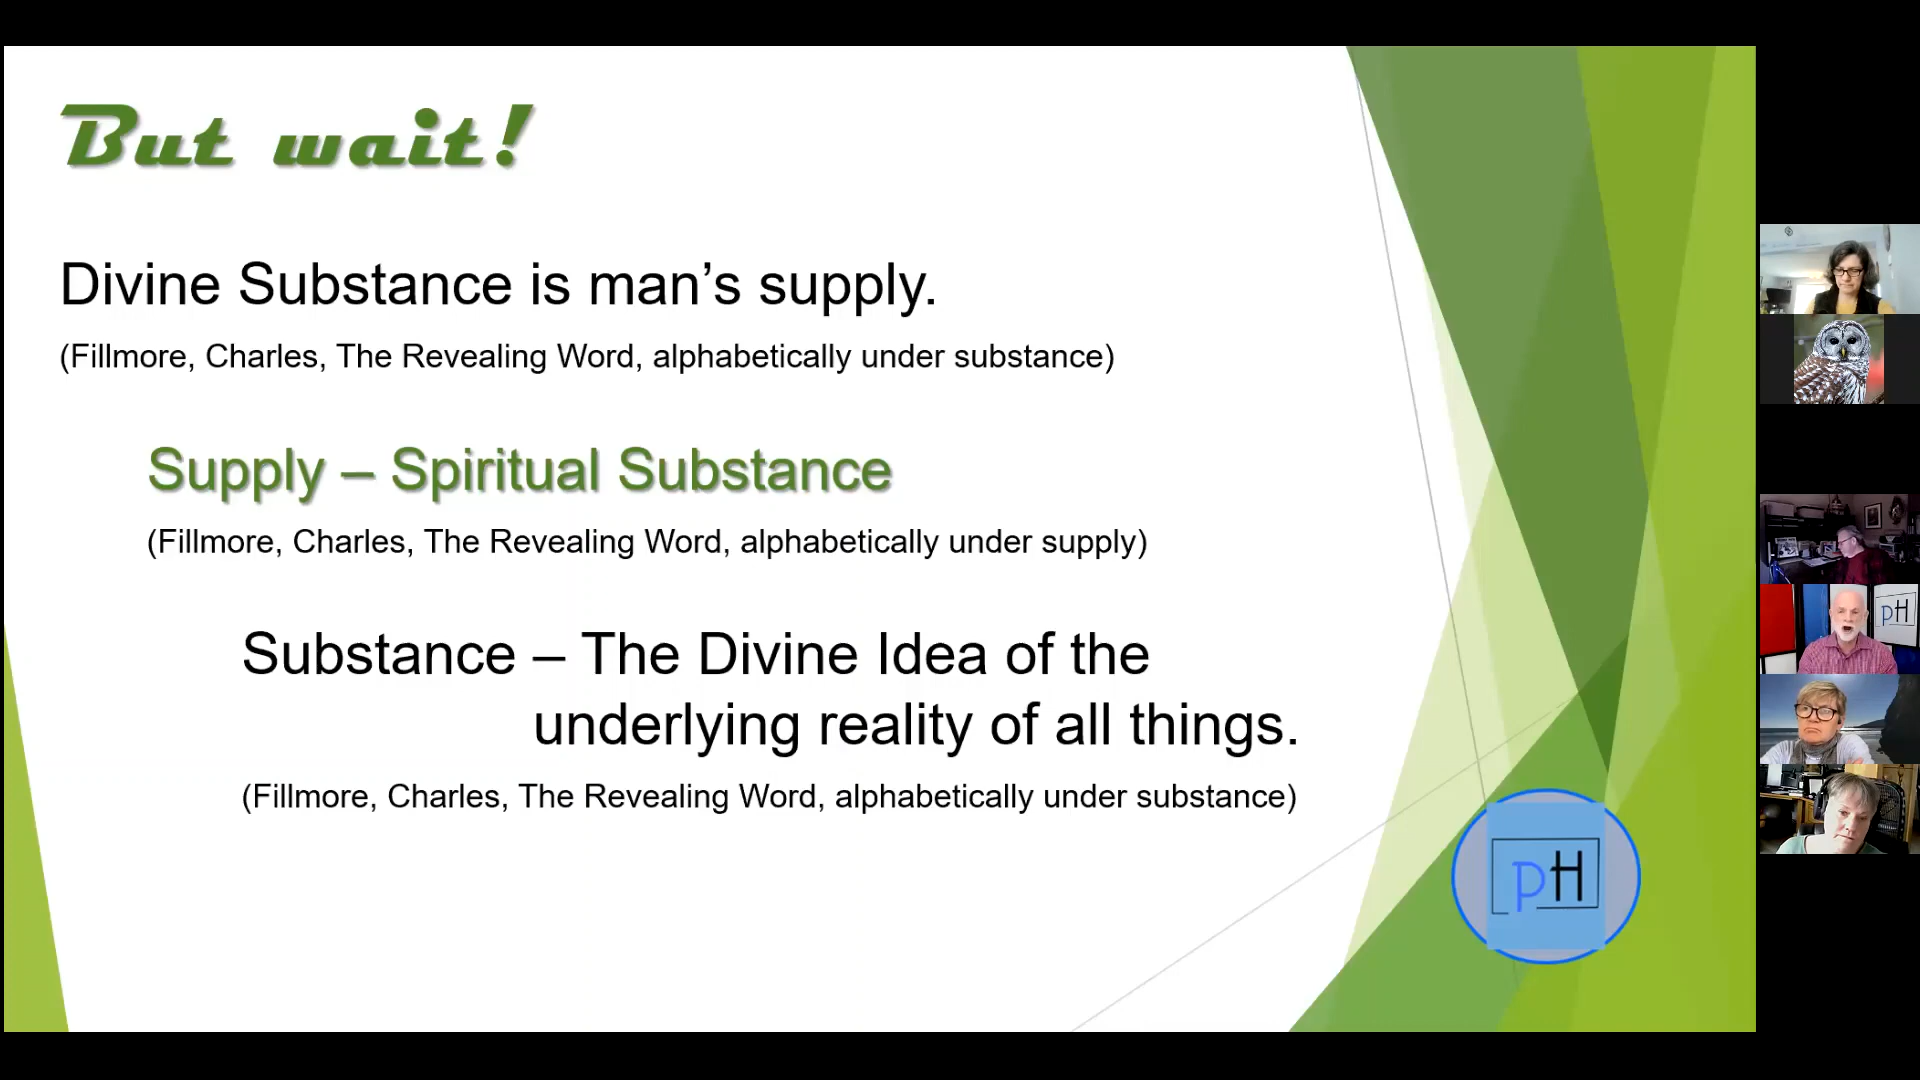 But wait!
Divine Substance is man’s supply.
(Fillmore, Charles, The Revealing Word, alphabetically under substance)
Supply – Spiritual Substance
(Fillmore, Charles, The Revealing Word, alphabetically under supply)
Substance – The Divine Idea of the
underlying reality of all things.
(Fillmore, Charles, The Revealing Word, alphabetically under substance)
pH
pH